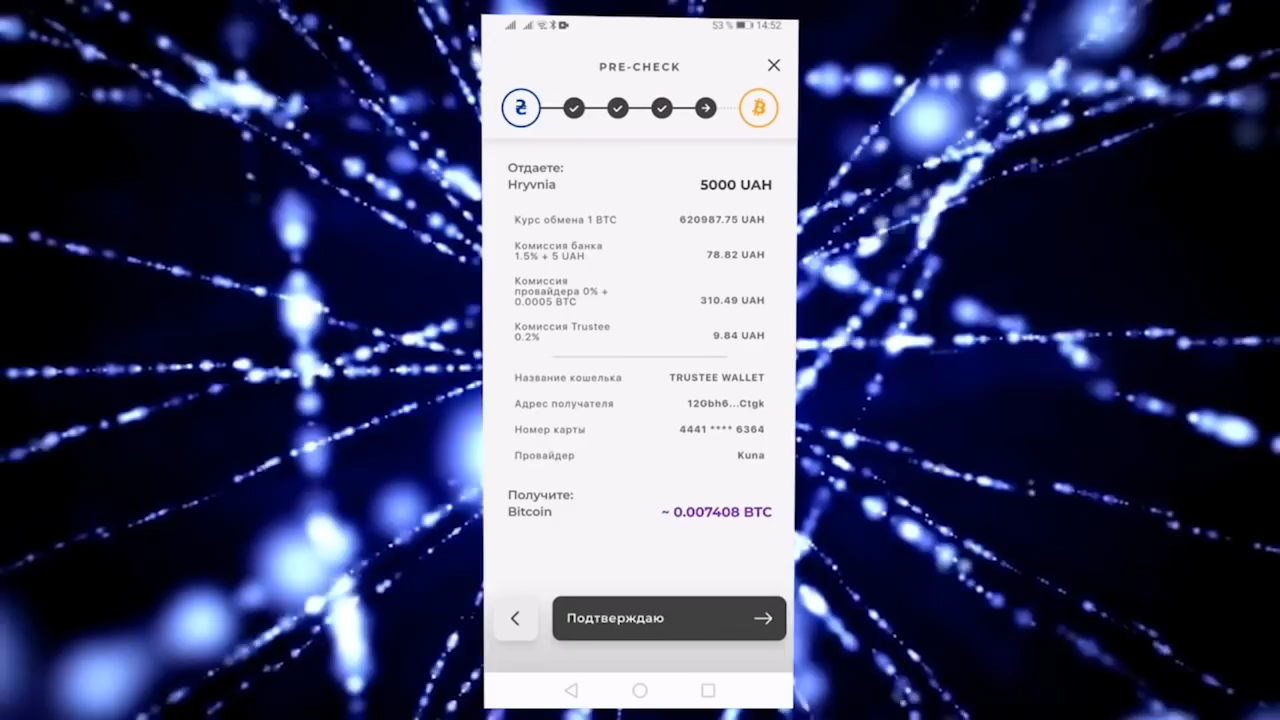 53 % 14:52
PRE-CHECK
Отдаете:
Hryvnia 5000 UAH
Курс обмена 1 BTC 620987.75 UAH
Комиссия банка
1.5% + 5 UAH 78.82 UAH
Комиссия
провайдера 0% +
0.0005 BTC 310.49 UAH
Комиссия Trustee
0.2% 9.84 UAH
Название кошелька TRUSTEE WALLET
Адрес получателя 12Gbh6...Ctgk
Номер карты 4441 **** 6364
Провайдер Kuna
Получите:
Bitcoin ~ 0.007408 BTC
Подтверждаю